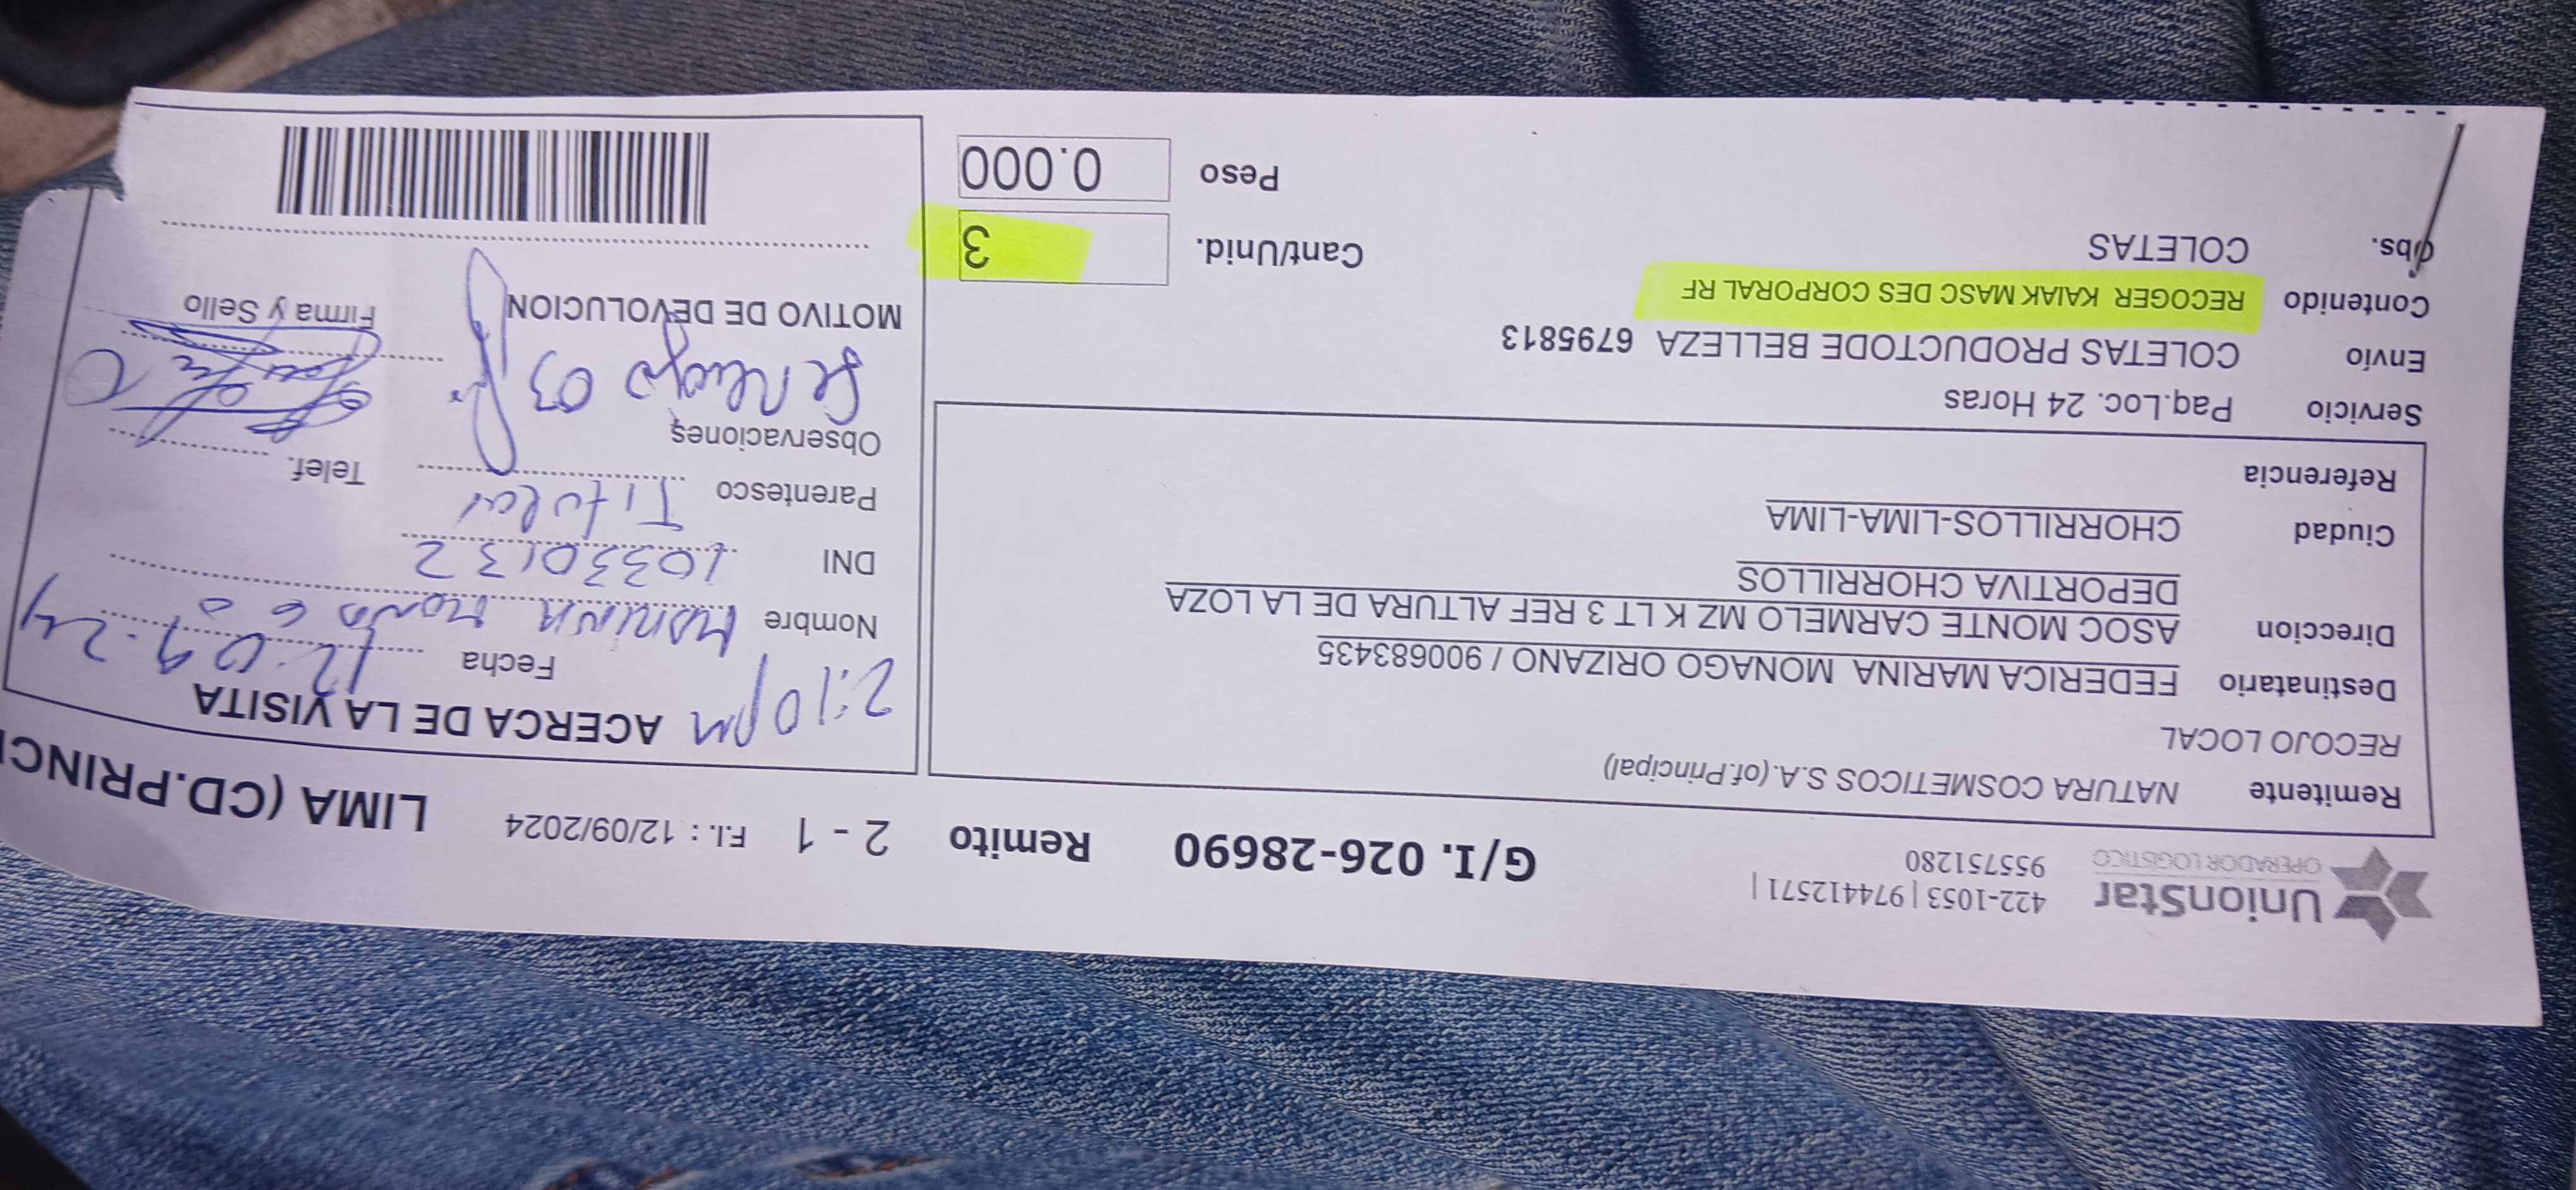 UnionStar
OPERADOR LOGISTICO
422-1053 | 974412571 |
955751280
G/I. 026-28690
Remito 2 - 1
F.I. : 12/09/2024
LIMA (CD.PRINCI
Remitente NATURA COSMETICOS S.A. (of.Principal)
RECOJO LOCAL
Destinatario FEDERICA MARINA MONAGO ORIZANO / 900683435
Direccion ASOC MONTE CARMELO MZ K LT 3 REF ALTURA DE LA LOZA
DEPORTIVA CHORRILLOS
Ciudad CHORRILLOS-LIMA-LIMA
Referencia
Servicio Paq.Loc. 24 Horas
Envío COLETAS PRODUCTODE BELLEZA 6795813
Contenido RECOGER KAIAK MASC DES CORPORAL RF
Obs. COLETAS
Cant/Unid. 3
Peso 0.000
2:10pm ACERCA DE LA VISITA
Fecha 12.09.24
Nombre MARINA
DNI 10330132
Parentesco Titular
Telef.
Observaciones
Se 03
MOTIVO DE DEVOLUCION
Firma y Sello